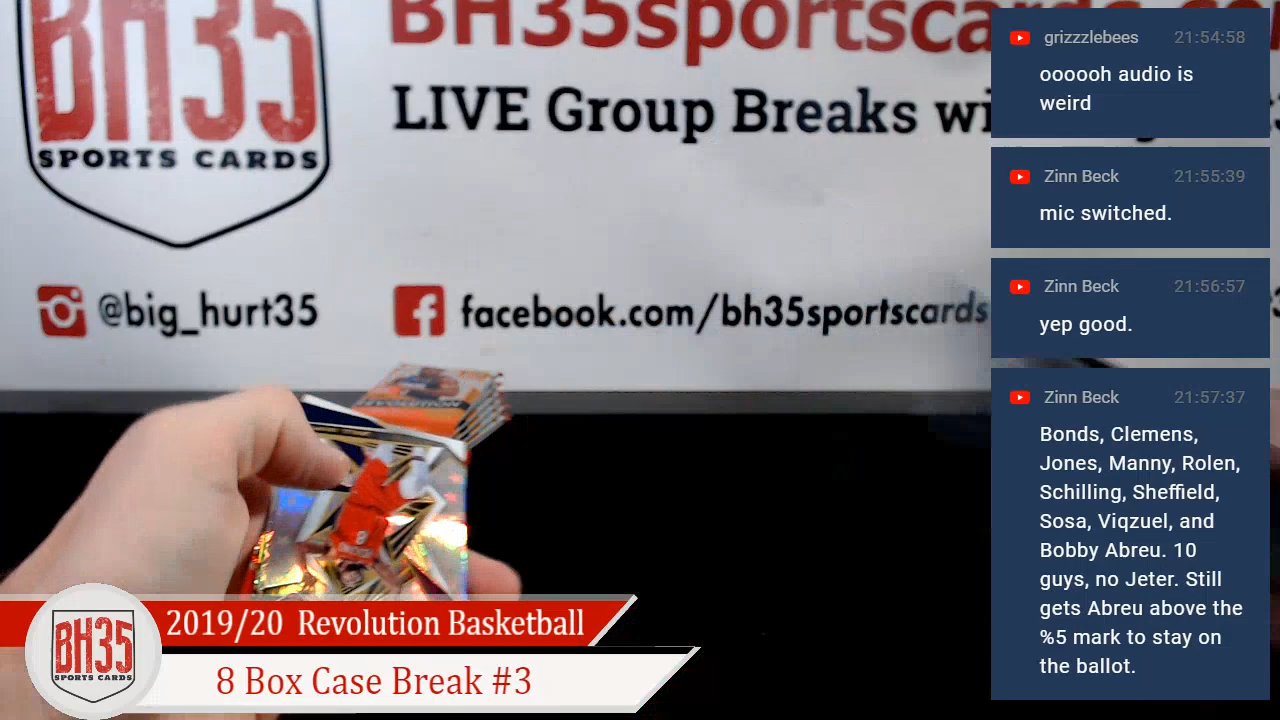 BH35
SPORTS CARDS
BH35sportscards.co
LIVE Group Breaks wi
@big_hurt35
facebook.com/bh35sportscards
grizzzlebees 21:54:58
oooooh audio is
weird
Zinn Beck 21:55:39
mic switched.
Zinn Beck 21:56:57
yep good.
Zinn Beck 21:57:37
Bonds, Clemens,
Jones, Manny, Rolen,
Schilling, Sheffield,
Sosa, Viqzuel, and
Bobby Abreu. 10
guys, no Jeter. Still
gets Abreu above the
%5 mark to stay on
the ballot.
REVOLUTION
BH35
SPORTS CARDS
2019/20 Revolution Basketball
8 Box Case Break #3